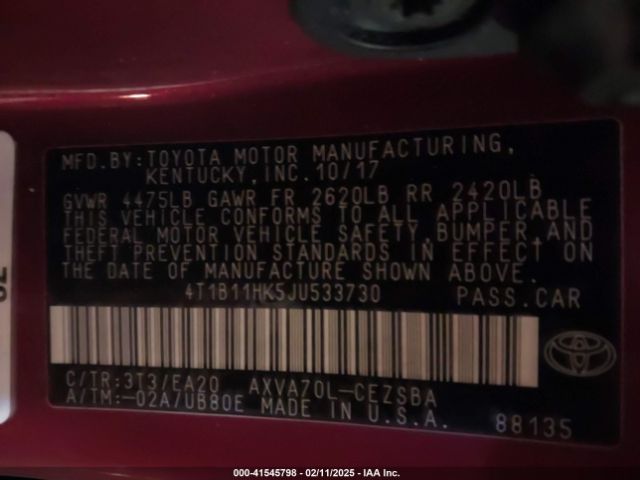 MFD.BY:TOYOTA MOTOR MANUFACTURING,
KENTUCKY,INC.10/17
GVWR 4475LB GAWR FR 2620LB RR 2420LB
THIS VEHICLE CONFORMS TO ALL APPLICABLE
FEDERAL MOTOR VEHICLE SAFETY,BUMPER,AND
THEFT PREVENTION STANDARDS IN EFFECT ON
THE DATE OF MANUFACTURE SHOWN ABOVE.
4T1B11HK5JU533730 PASS.CAR
C/TR:3T3/EA20 AXVA70L-CEZSBA
A/TM:-02A/UB80E MADE IN U.S.A.
88135
000-41545798 - 02/11/2025 - IAA Inc.